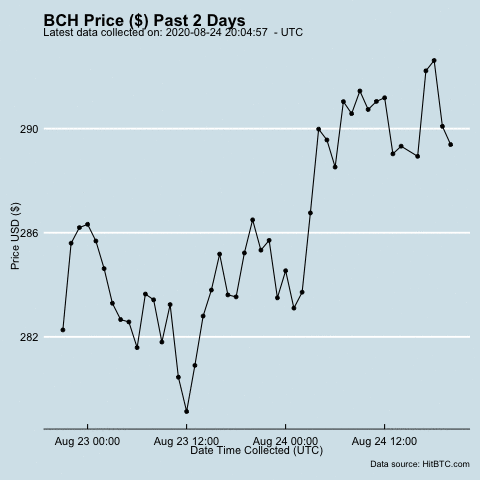 BCH Price ($) Past 2 Days
Latest data collected on: 2020-08-24 20:04:57 - UTC
290
286
282
Price USD ($)
Aug 23 00:00 Aug 23 12:00 Aug 24 00:00 Aug 24 12:00
Date Time Collected (UTC)
Data source: HitBTC.com